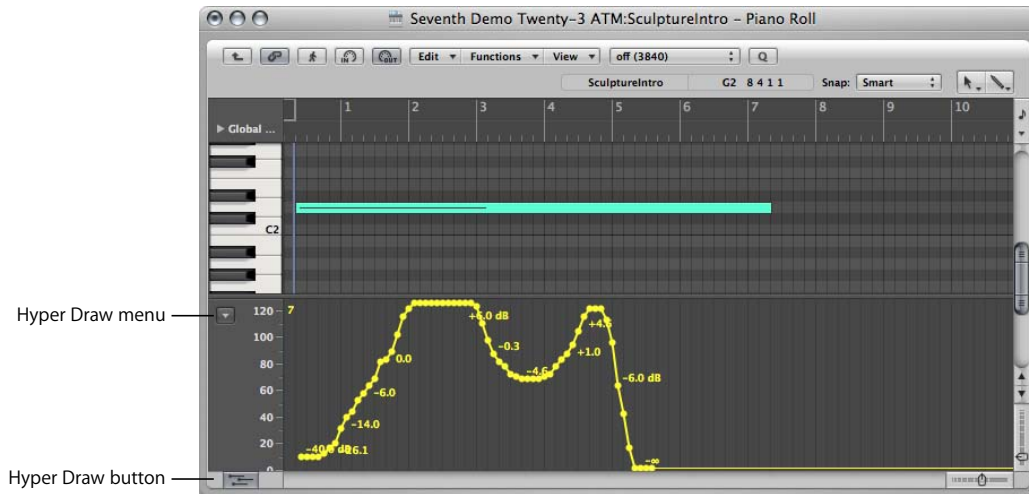 Seventh Demo Twenty-3 ATM:SculptureIntro – Piano Roll
IN OUT Edit Functions View off (3840) Q
SculptureIntro G2 8 4 1 1 Snap: Smart
1 2 3 4 5 6 7 8 9 10
Global ...
C2
Hyper Draw menu
120 7
+6.0 dB +4.6
100
-0.3
0.0 +1.0
80
-4.6 -6.0 dB
60
-6.0
40
-14.0
20
-26.1
-∞
0
Hyper Draw button